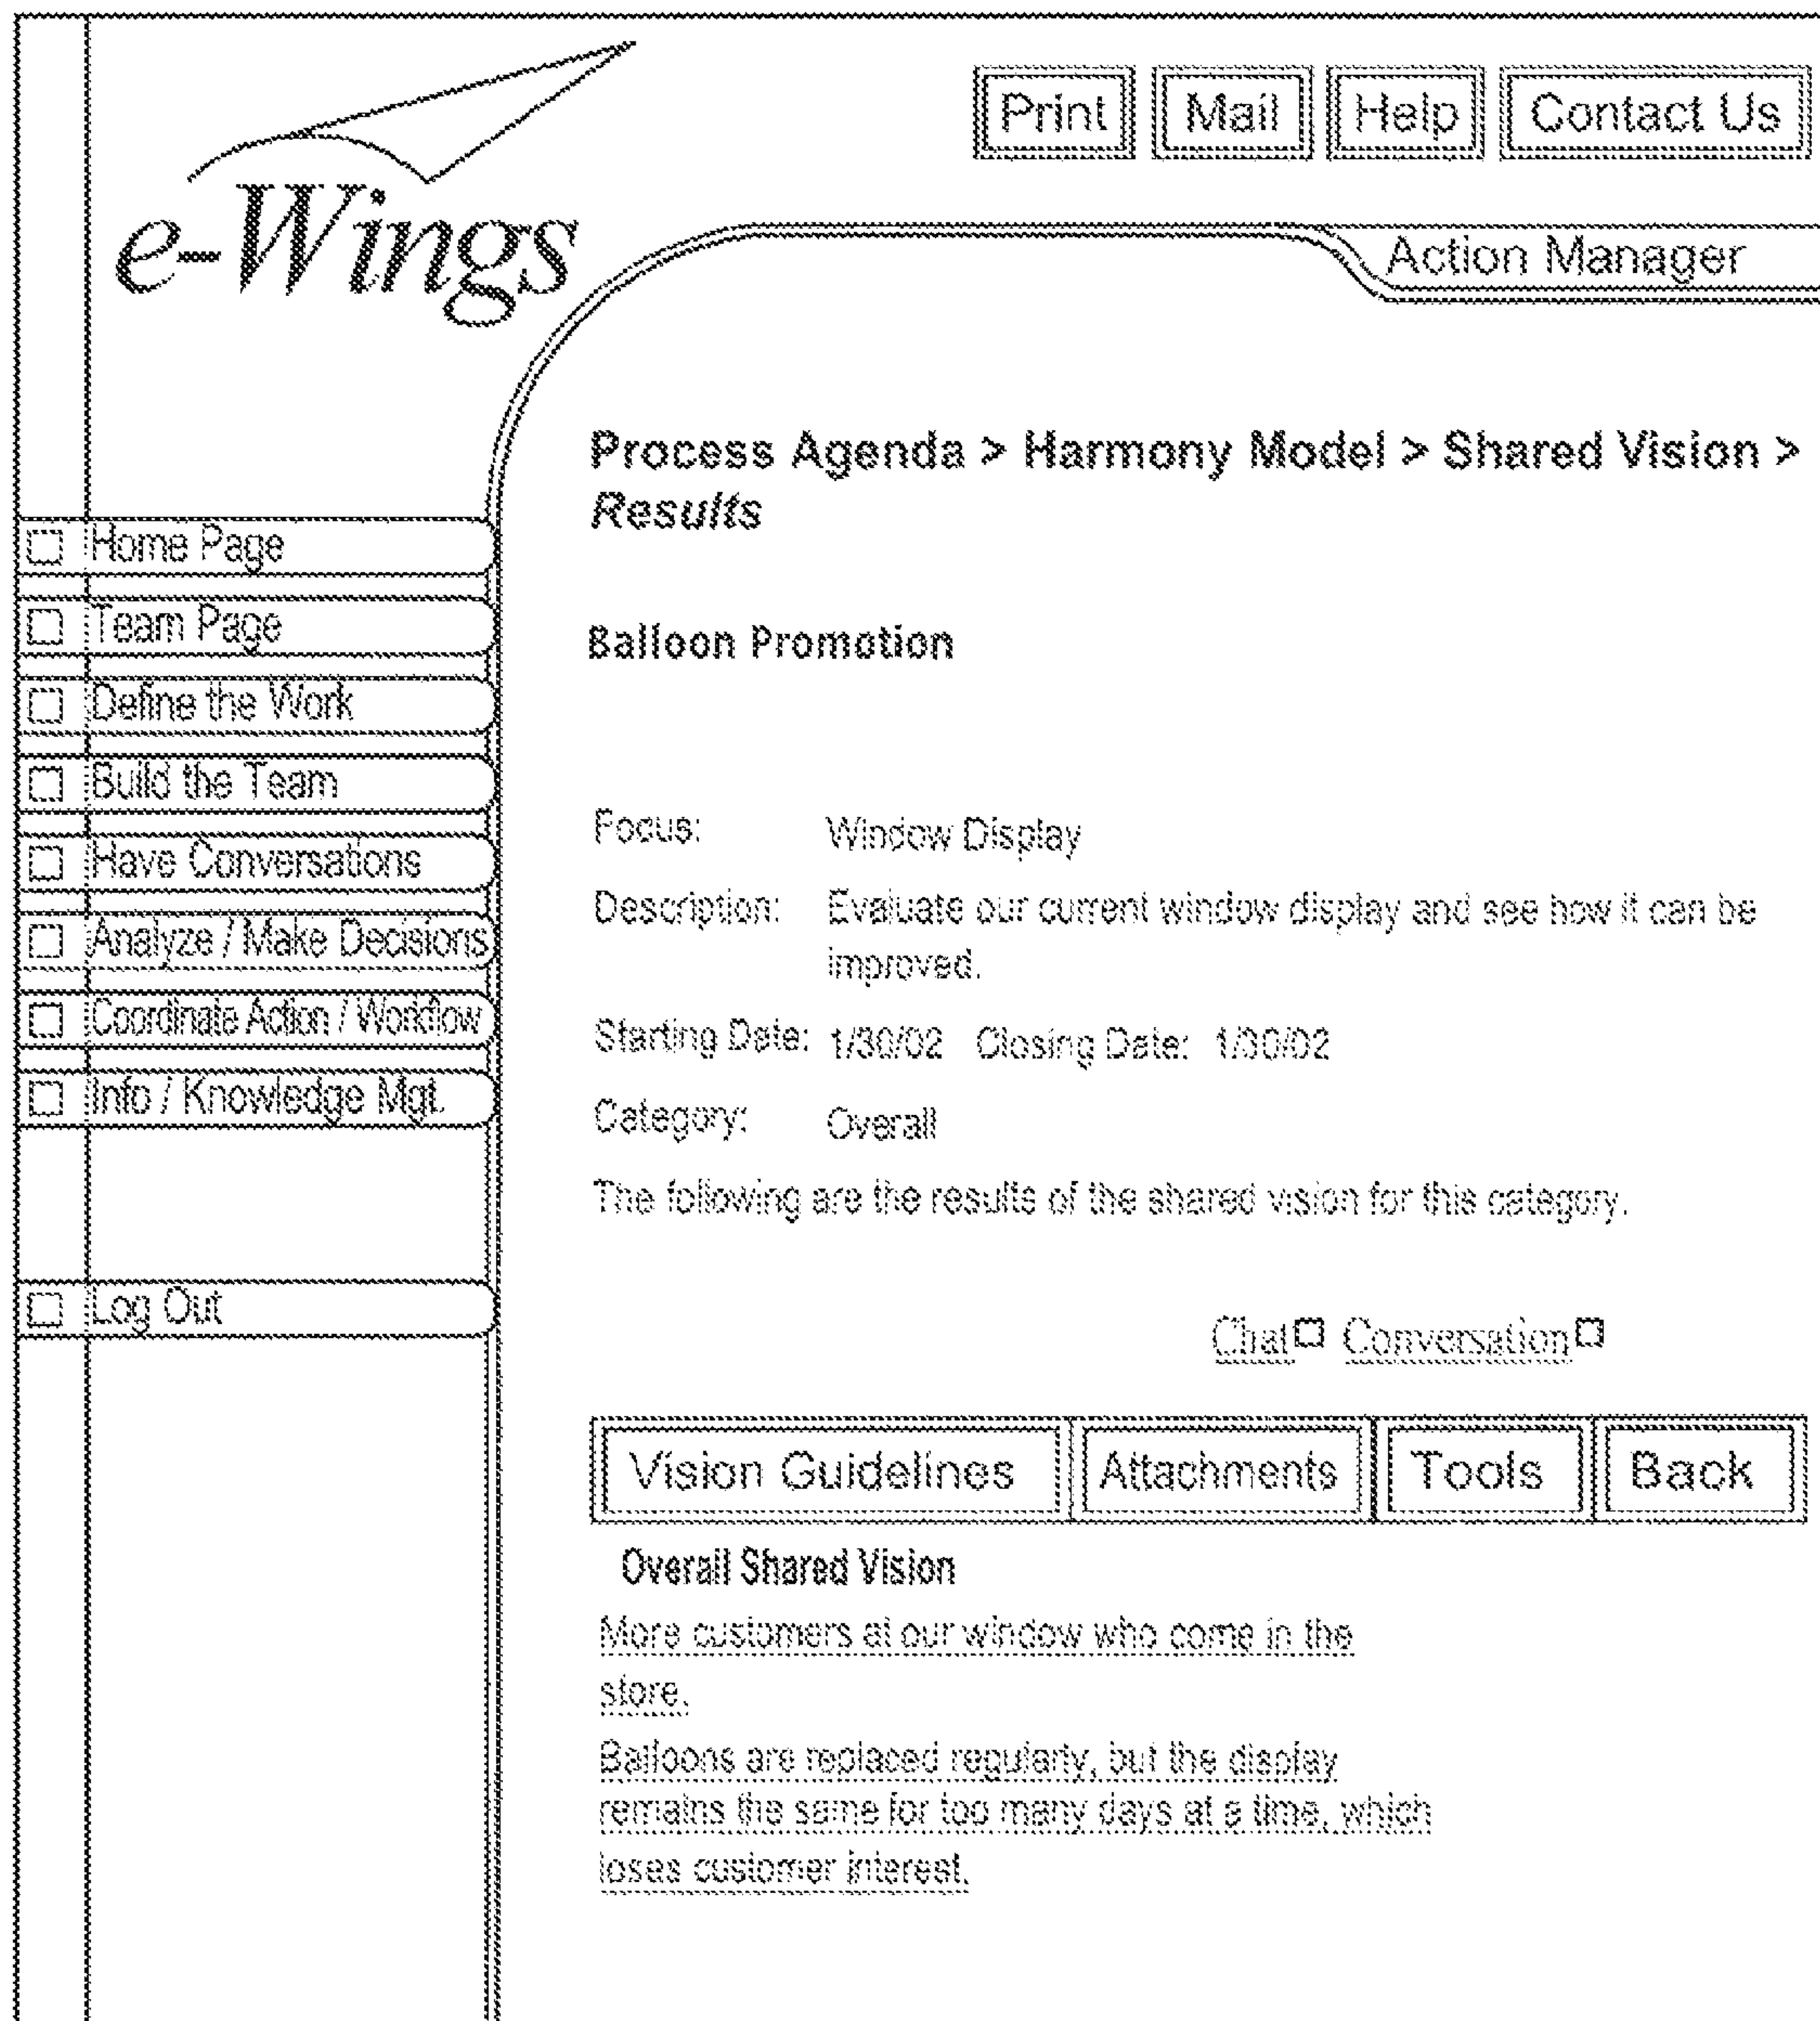 e-Wings
Print Mail Help Contact Us
Action Manager
Process Agenda > Harmony Model > Shared Vision >
Results
Home Page
Team Page
Define the Work
Build the Team
Have Conversations
Analyze / Make Decisions
Coordinate Action / Workflow
Info / Knowledge Mgt.
Log Out
Balloon Promotion
Focus: Window Display
Description: Evaluate our current window display and see how it can be
improved.
Starting Date: 1/30/02 Closing Date: 1/30/02
Category: Overall
The following are the results of the shared vision for this category.
Chat Conversation
Vision Guidelines Attachments Tools Back
Overall Shared Vision
More customers at our window who come in the
store.
Balloons are replaced regularly, but the display
remains the same for too many days at a time, which
loses customer interest.